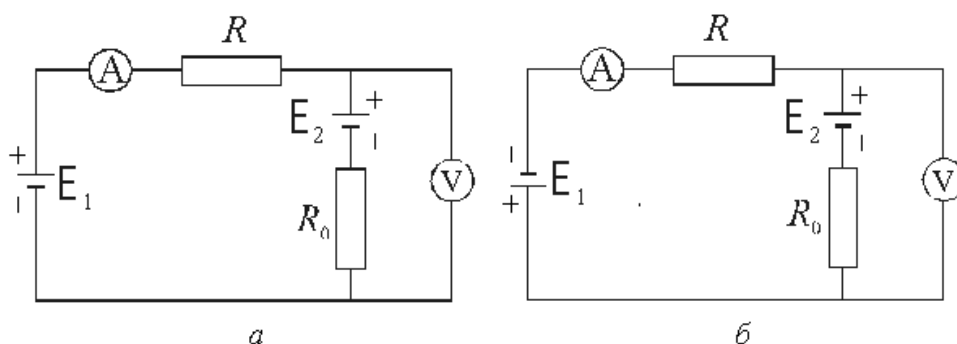 R
A
E₂
+
−
+
−
E₁
R₀
V
а
R
A
E₂
+
−
−
+
E₁
R₀
V
б